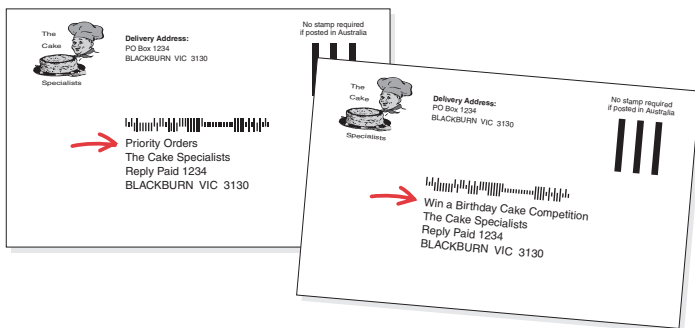 The
Cake
Specialists
Delivery Address:
PO Box 1234
BLACKBURN VIC 3130
No stamp required
if posted in Australia
Priority Orders
The Cake Specialists
Reply Paid 1234
BLACKBURN VIC 3130
The
Cake
Specialists
Delivery Address:
PO Box 1234
BLACKBURN VIC 3130
No stamp required
if posted in Australia
Win a Birthday Cake Competition
The Cake Specialists
Reply Paid 1234
BLACKBURN VIC 3130